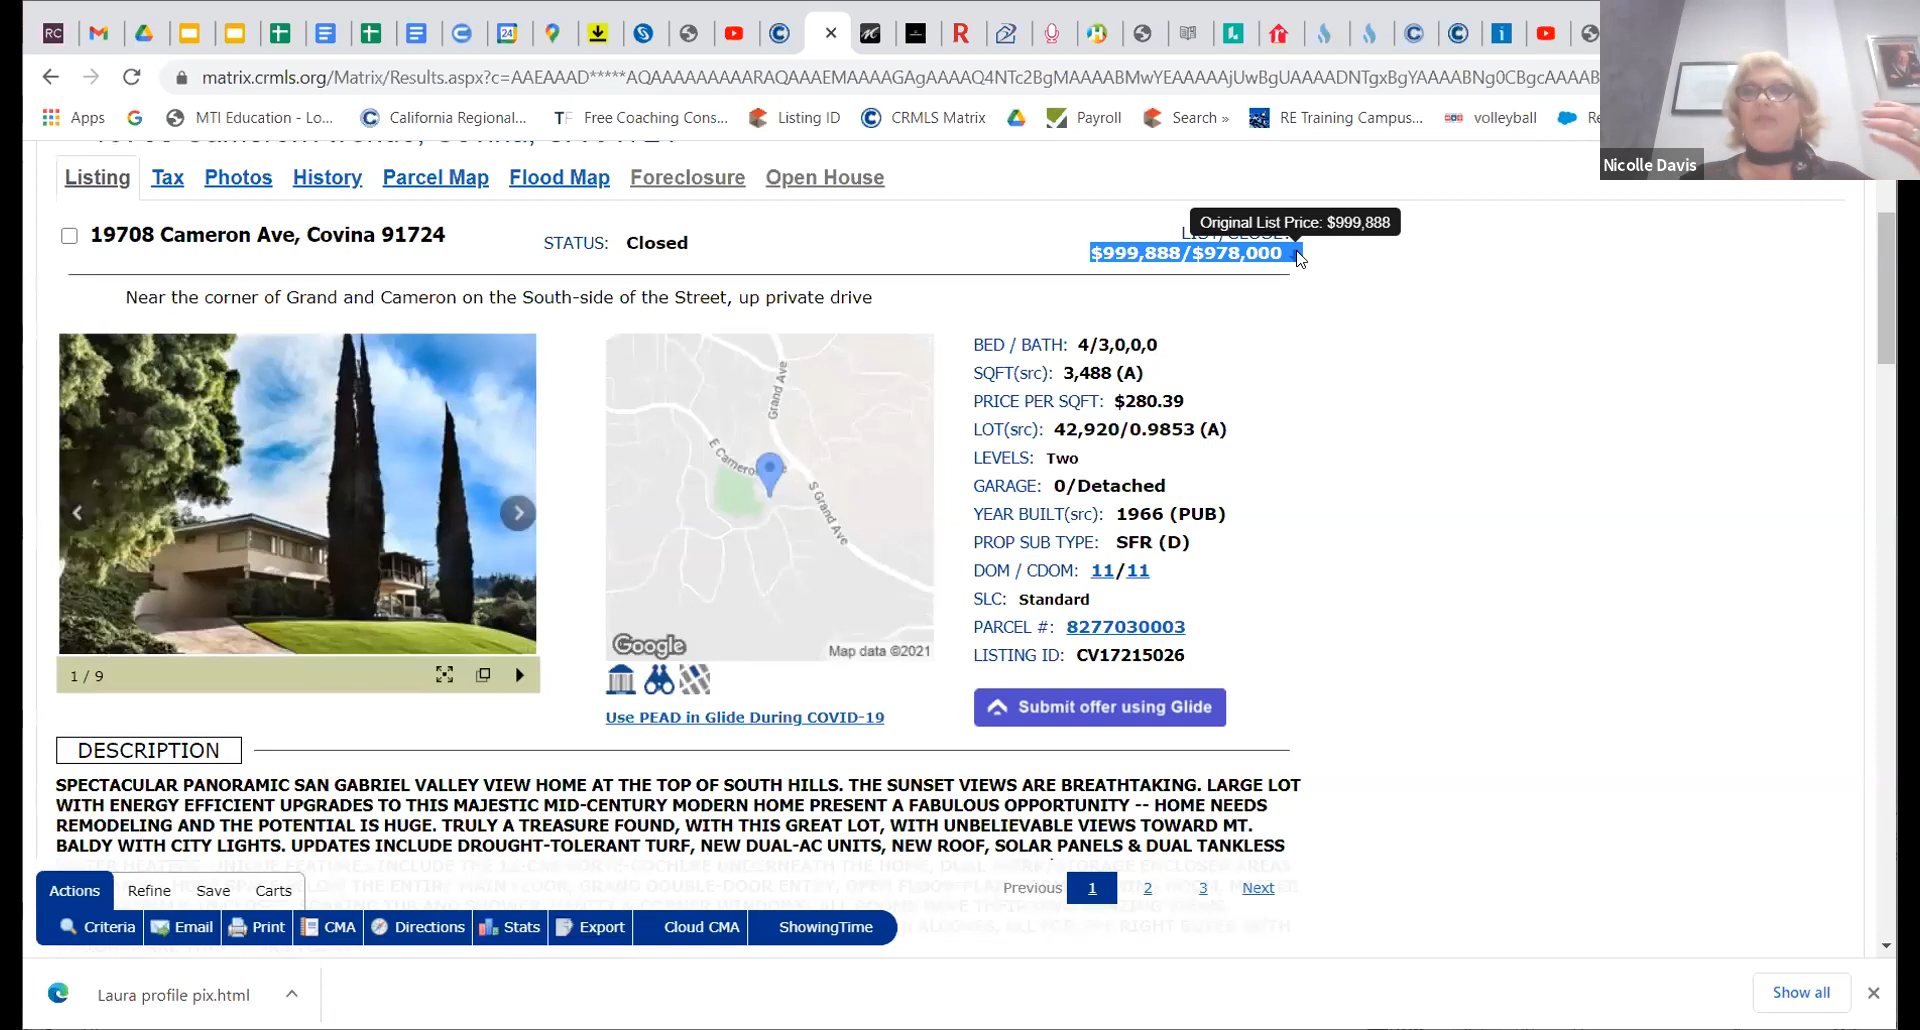 RC
24
matrix.crmls.org/Matrix/Results.aspx?c=AAEAAAD*****AQAAAAAAAAARAQAAAEMAAAAGAgAAAAQ4NTc2BgMAAAABMwYEAAAAAjUwBgUAAAADNTgxBgYAAAABNg0CBgcAAAAB
Apps
MTI Education - Lo...
California Regional...
TF Free Coaching Cons...
Listing ID
CRMLS Matrix
Payroll
Search »
RE Training Campus...
volleyball
Nicolle Davis
Listing Tax Photos History Parcel Map Flood Map Foreclosure Open House
Original List Price: $999,888
19708 Cameron Ave, Covina 91724
STATUS: Closed
LIST/CLOSE:
$999,888/$978,000
Near the corner of Grand and Cameron on the South-side of the Street, up private drive
BED / BATH: 4/3,0,0,0
SQFT(src): 3,488 (A)
PRICE PER SQFT: $280.39
LOT(src): 42,920/0.9853 (A)
LEVELS: Two
GARAGE: 0/Detached
YEAR BUILT(src): 1966 (PUB)
PROP SUB TYPE: SFR (D)
DOM / CDOM: 11/11
SLC: Standard
PARCEL #: 8277030003
LISTING ID: CV17215026
Submit offer using Glide
Grand Ave
S Grand Ave
Google
Map data ©2021
1 / 9
Use PEAD in Glide During COVID-19
DESCRIPTION
SPECTACULAR PANORAMIC SAN GABRIEL VALLEY VIEW HOME AT THE TOP OF SOUTH HILLS. THE SUNSET VIEWS ARE BREATHTAKING. LARGE LOT
WITH ENERGY EFFICIENT UPGRADES TO THIS MAJESTIC MID-CENTURY MODERN HOME PRESENT A FABULOUS OPPORTUNITY -- HOME NEEDS
REMODELING AND THE POTENTIAL IS HUGE. TRULY A TREASURE FOUND, WITH THIS GREAT LOT, WITH UNBELIEVABLE VIEWS TOWARD MT.
BALDY WITH CITY LIGHTS. UPDATES INCLUDE DROUGHT-TOLERANT TURF, NEW DUAL-AC UNITS, NEW ROOF, SOLAR PANELS & DUAL TANKLESS
Actions Refine Save Carts
Previous 1 2 3 Next
Criteria Email Print CMA Directions Stats Export Cloud CMA ShowingTime
Laura profile pix.html
Show all